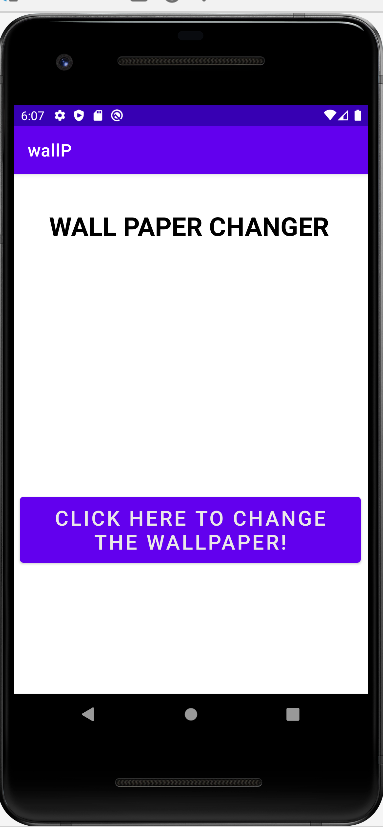 6:07
wallP
WALL PAPER CHANGER
CLICK HERE TO CHANGE
THE WALLPAPER!